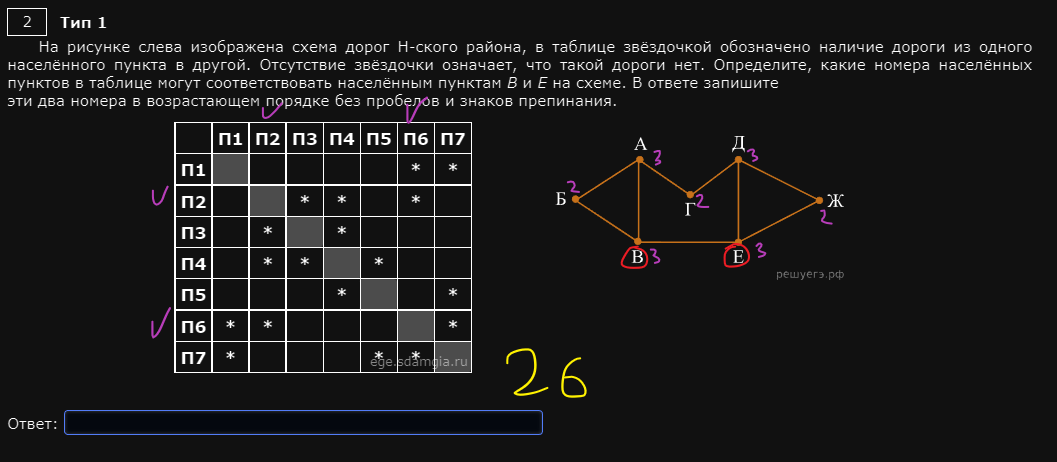 2 Тип 1
На рисунке слева изображена схема дорог Н-ского района, в таблице звёздочкой обозначено наличие дороги из одного
населённого пункта в другой. Отсутствие звёздочки означает, что такой дороги нет. Определите, какие номера населённых
пунктов в таблице могут соответствовать населённым пунктам B и E на схеме. В ответе запишите
эти два номера в возрастающем порядке без пробелов и знаков препинания.
П1 П2 П3 П4 П5 П6 П7
П1 * *
П2 * * *
П3 * *
П4 * * *
П5 * *
П6 * * *
П7 * * *
ege.sdamgia.ru
А 3 Д 3
Б 2 Г 2 Ж 2
В 3 Е 3
решуегэ.рф
26
Ответ: